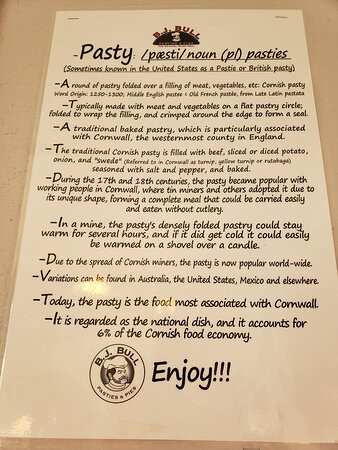 B.J. BULL
-Pasty: /pæsti/ noun (pl) pasties
(Sometimes known in the United States as a Pastie or British pasty)
-A round of pastry folded over a filling of meat, vegetables, etc: Cornish pasty
Word Origin: 1250-1300; Middle English pastee < Old French pastée, from Late Latin pastata
-Typically made with meat and vegetables on a flat pastry circle;
folded to wrap the filling, and crimped around the edge to form a seal.
-A traditional baked pastry, which is particularly associated
with Cornwall, the westernmost county in England.
-The traditional Cornish pasty is filled with beef, sliced or diced potato,
onion, and "swede" (Referred to in Cornwall as turnip, yellow turnip or rutabaga)
seasoned with salt and pepper, and baked.
-During the 17th and 18th centuries, the pasty became popular with
working people in Cornwall, where tin miners and others adopted it due to
its unique shape, forming a complete meal that could be carried easily
and eaten without cutlery.
-In a mine, the pasty's densely folded pastry could stay
warm for several hours, and if it did get cold it could easily
be warmed on a shovel over a candle.
-Due to the spread of Cornish miners, the pasty is now popular world-wide.
-Variations can be found in Australia, the United States, Mexico and elsewhere.
-Today, the pasty is the food most associated with Cornwall.
-It is regarded as the national dish, and it accounts for
6% of the Cornish food economy.
B.J. BULL
PASTIES & PIES
Enjoy!!!